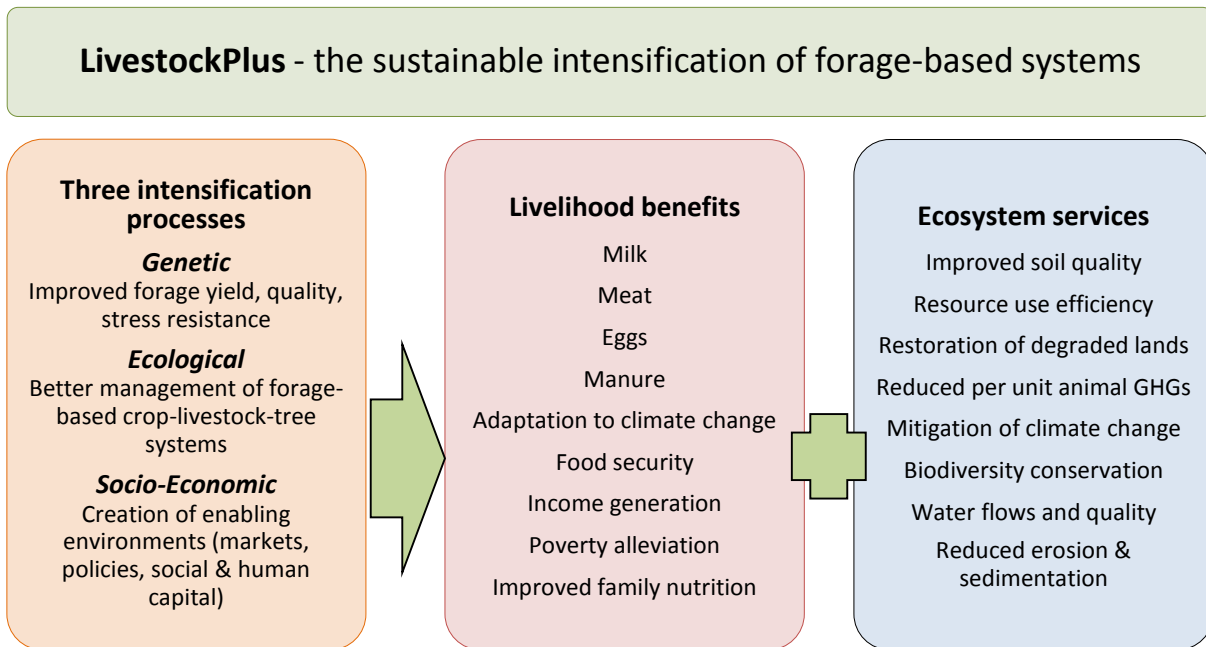 LivestockPlus - the sustainable intensification of forage-based systems
Three intensification
processes
Genetic
Improved forage yield, quality,
stress resistance
Ecological
Better management of forage-
based crop-livestock-tree
systems
Socio-Economic
Creation of enabling
environments (markets,
policies, social & human
capital)
Livelihood benefits
Milk
Meat
Eggs
Manure
Adaptation to climate change
Food security
Income generation
Poverty alleviation
Improved family nutrition
Ecosystem services
Improved soil quality
Resource use efficiency
Restoration of degraded lands
Reduced per unit animal GHGs
Mitigation of climate change
Biodiversity conservation
Water flows and quality
Reduced erosion &
sedimentation